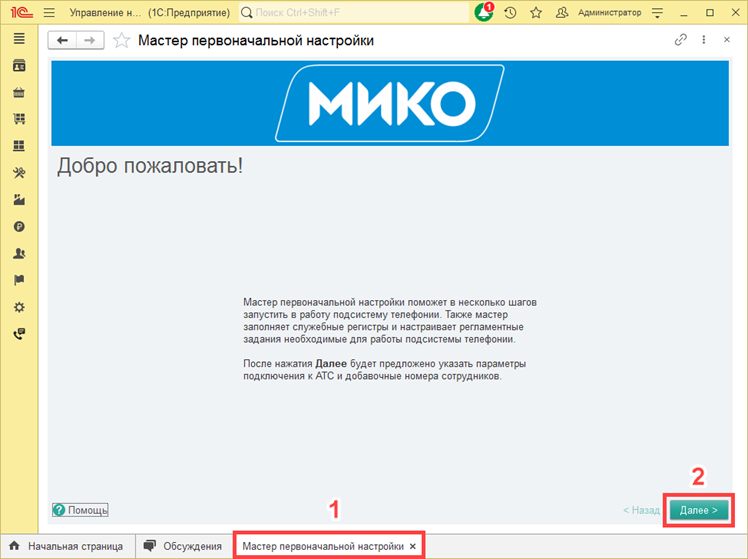 1С Управление н... (1С:Предприятие) Поиск Ctrl+Shift+F 1 Администратор
Мастер первоначальной настройки
МИКО
Добро пожаловать!
Мастер первоначальной настройки поможет в несколько шагов
запустить в работу подсистему телефонии. Также мастер
заполняет служебные регистры и настраивает регламентные
задания необходимые для работы подсистемы телефонии.
После нажатия Далее будет предложено указать параметры
подключения к АТС и добавочные номера сотрудников.
1
2
? Помощь
< Назад Далее >
Начальная страница Обсуждения Мастер первоначальной настройки ×